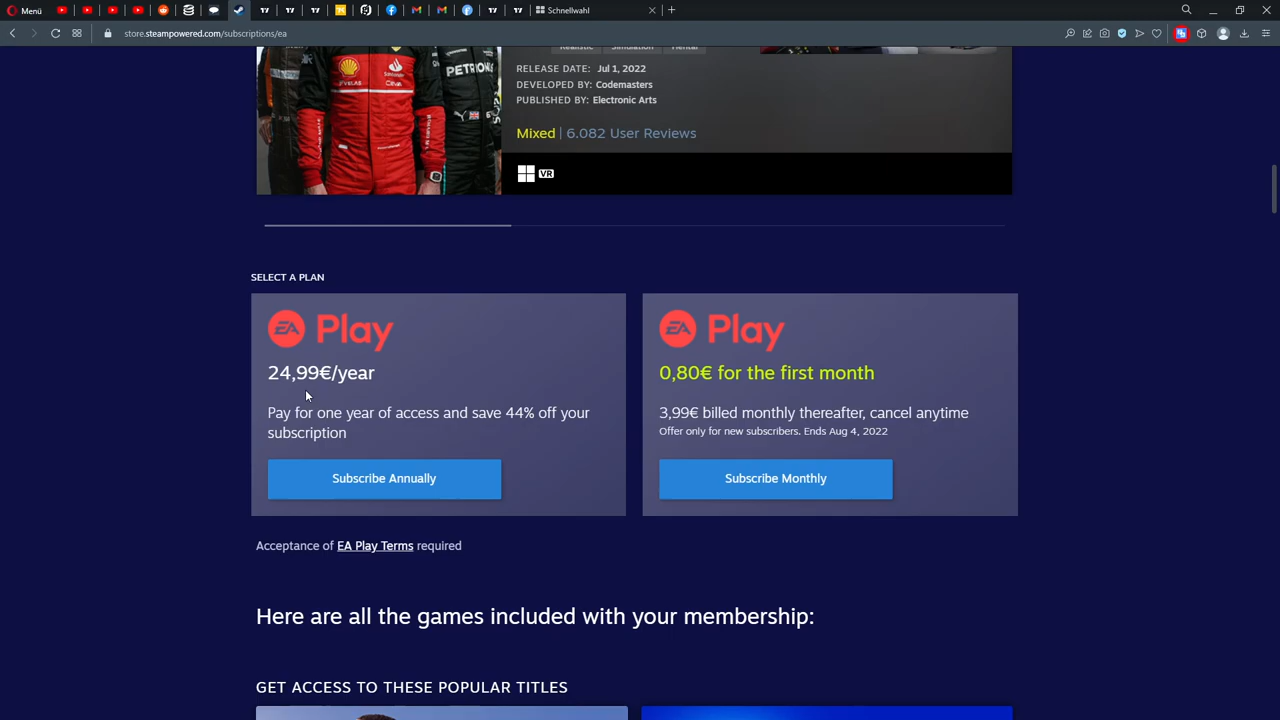 Menü
Schnellwahl
store.steampowered.com/subscriptions/ea
Realistic Simulation Family
RELEASE DATE: Jul 1, 2022
DEVELOPED BY: Codemasters
PUBLISHED BY: Electronic Arts
Mixed | 6.082 User Reviews
VR
SELECT A PLAN
EA Play
24,99€/year
Pay for one year of access and save 44% off your
subscription
Subscribe Annually
EA Play
0,80€ for the first month
3,99€ billed monthly thereafter, cancel anytime
Offer only for new subscribers. Ends Aug 4, 2022
Subscribe Monthly
Acceptance of EA Play Terms required
Here are all the games included with your membership:
GET ACCESS TO THESE POPULAR TITLES